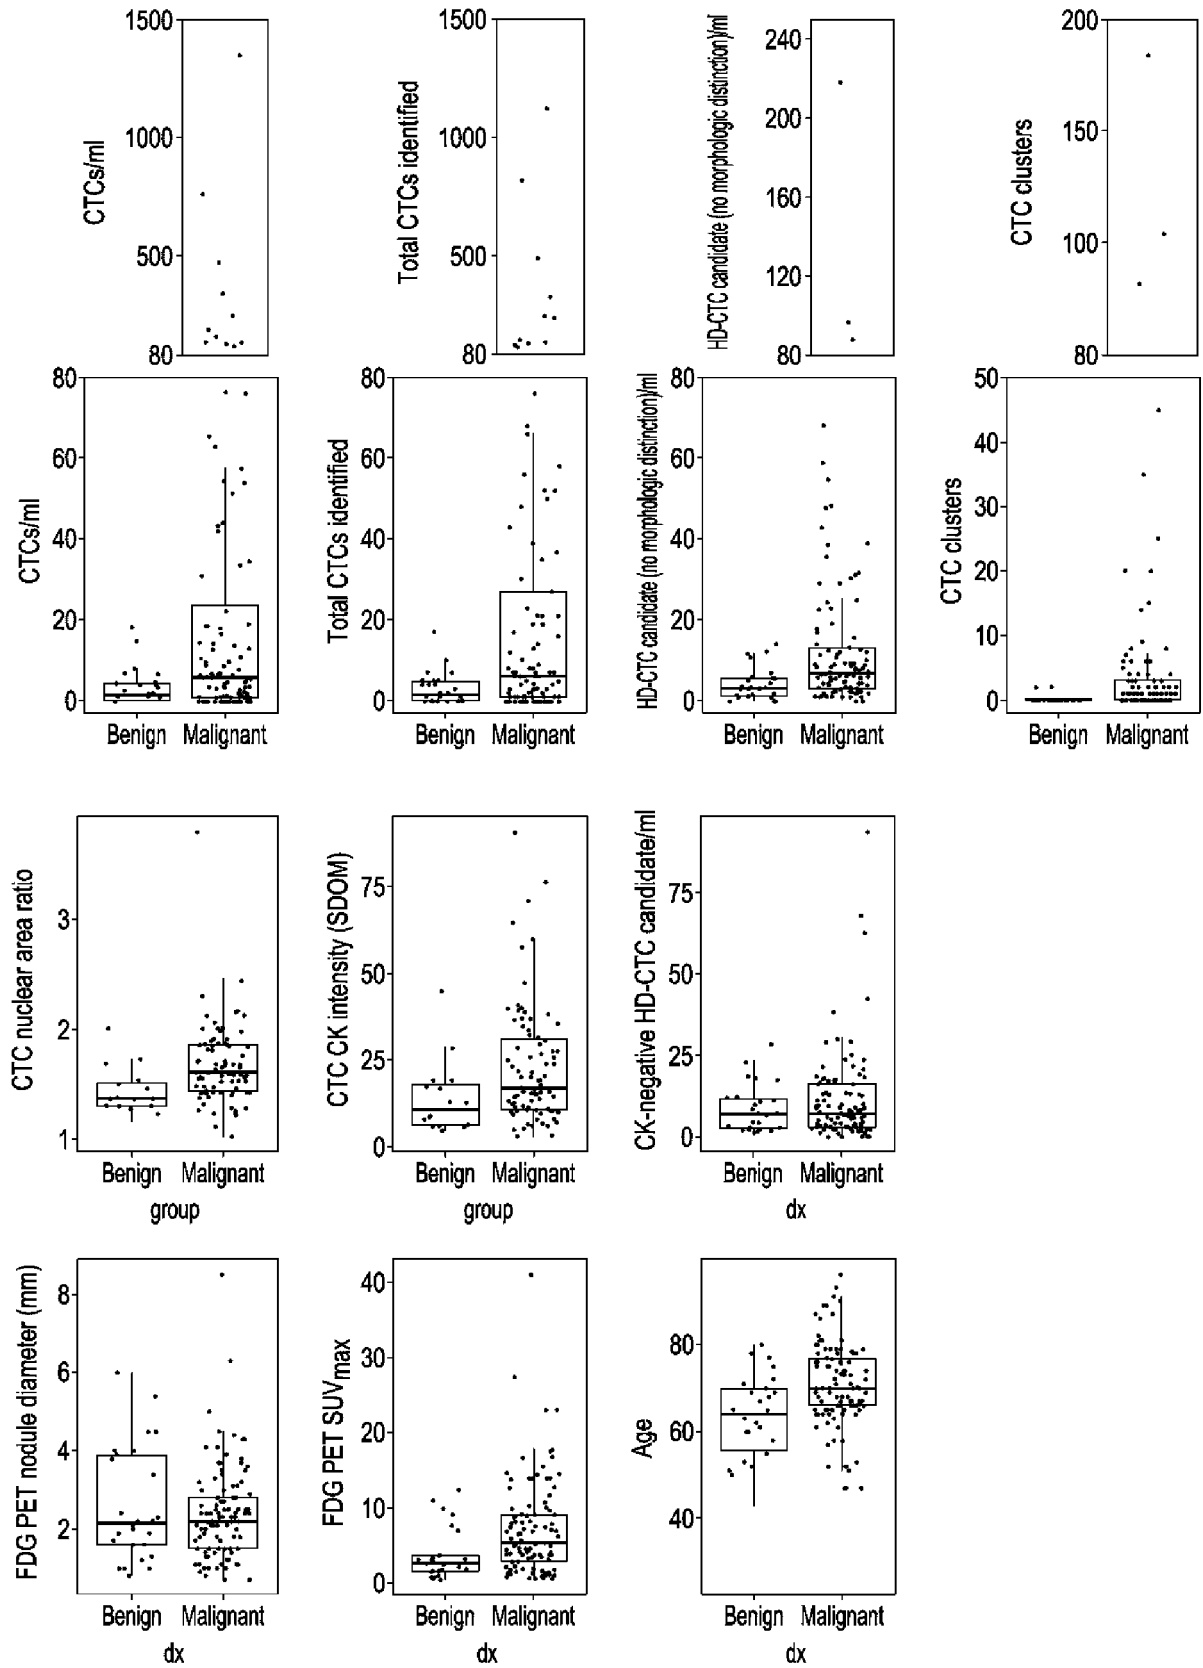 CTCs/ml
1500
1000
500
80
Total CTCs identified
1500
1000
500
80
HD-CTC candidate (no morphologic distinction)/ml
240
200
160
120
80
CTC clusters
200
150
100
80
CTCs/ml
80
60
40
20
0
Benign Malignant
Total CTCs identified
80
60
40
20
0
Benign Malignant
HD-CTC candidate (no morphologic distinction)/ml
80
60
40
20
0
Benign Malignant
CTC clusters
50
40
30
20
10
0
Benign Malignant
CTC nuclear area ratio
3
2
1
Benign Malignant
group
CTC CK intensity (SDOM)
75
50
25
0
Benign Malignant
group
CK-negative HD-CTC candidate/ml
75
50
25
0
Benign Malignant
dx
FDG PET nodule diameter (mm)
8
6
4
2
Benign Malignant
dx
FDG PET SUVmax
40
30
20
10
0
Benign Malignant
dx
Age
80
60
40
Benign Malignant
dx